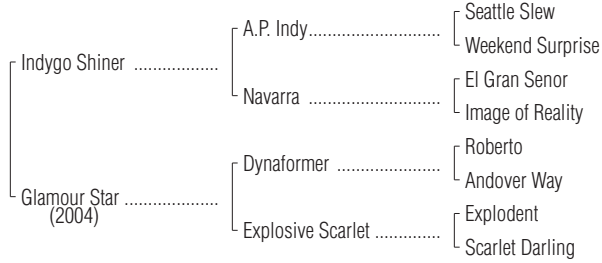 Seattle Slew
A.P. Indy..............................
Weekend Surprise
Indygo Shiner ...................
El Gran Senor
Navarra ..............................
Image of Reality
Roberto
Dynaformer ........................
Andover Way
Glamour Star .....................
(2004)
Explodent
Explosive Scarlet ...............
Scarlet Darling